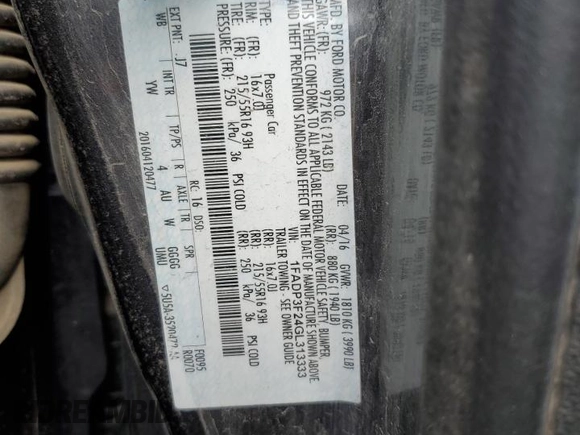 MFD. BY FORD MOTOR CO.
DATE: 04/16 GVWR: 1810 KG ( 3990 LB)
GAWR:(FR): 972 KG ( 2143 LB) (RR): 880 KG ( 1940 LB)
THIS VEHICLE CONFORMS TO ALL APPLICABLE FEDERAL MOTOR VEHICLE SAFETY, BUMPER,
AND THEFT PREVENTION STANDARDS IN EFFECT ON THE DATE OF MANUFACTURE SHOWN ABOVE.
VIN: 1FADP3F24GL313333
TRAILER TOWING - SEE OWNER GUIDE
Passenger Car
RIM: (FR): 16x7.0J (RR): 16x7.0J
TIRE: (FR): 215/55R16 93H (RR): 215/55R16 93H
PRESSURE: (FR): 250 kPa/ 36 PSI COLD (RR): 250 kPa/ 36 PSI COLD
EXT PNT: J7 RC: 16 DSO: F0095
WB INT TR TP/PS R AXLE TR SPR R0070
YW 4 AU W GGGG
201604120477 UM0